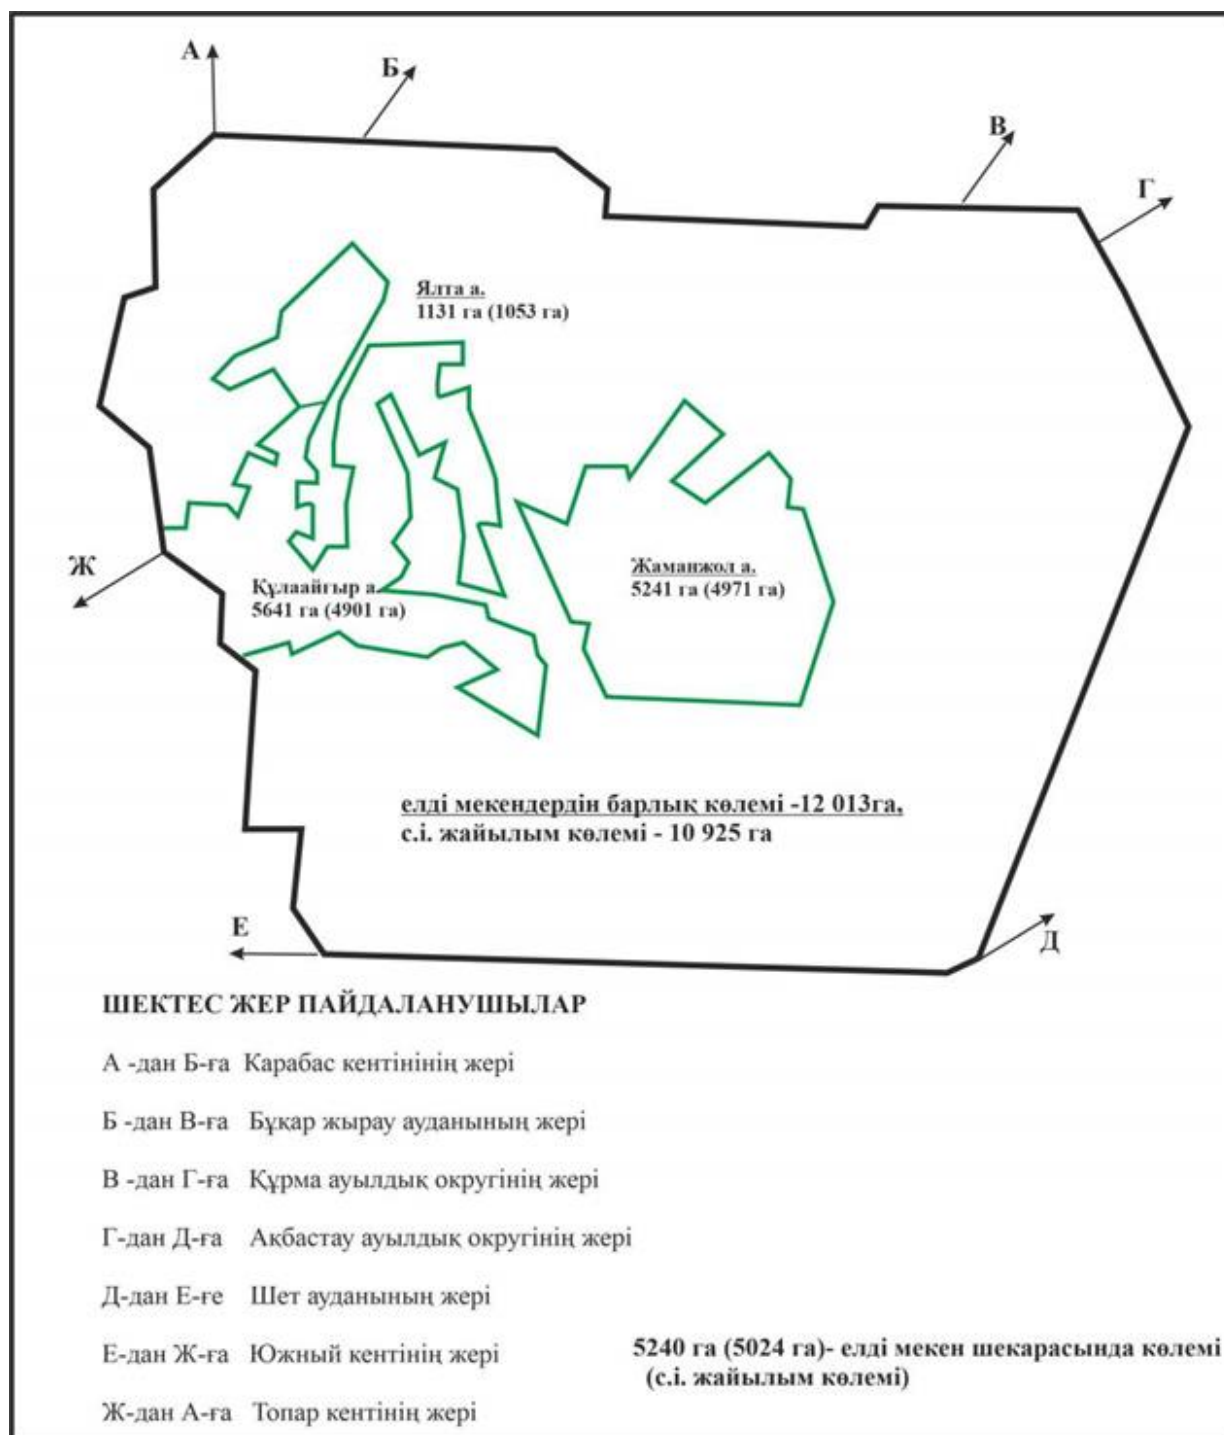 А
Б
В
Г
Ялта а.
1131 га (1053 га)
Жаманжол а.
5241 га (4971 га)
Ж
Құлаайғыр а.
5641 га (4901 га)
елді мекендердін барлық көлемі -12 013га,
с.і. жайылым көлемі - 10 925 га
Е
Д
ШЕКТЕС ЖЕР ПАЙДАЛАНУШЫЛАР
А -дан Б-ға Карабас кентінінің жері
Б -дан В-ға Бұқар жырау ауданының жері
В -дан Г-ға Құрма ауылдық округінің жері
Г-дан Д-ға Ақбастау ауылдық округінің жері
Д-дан Е-ге Шет ауданының жері
Е-дан Ж-ға Южный кентінің жері
5240 га (5024 га)- елді мекен шекарасында көлемі
(с.і. жайылым көлемі)
Ж-дан А-ға Топар кентінің жері